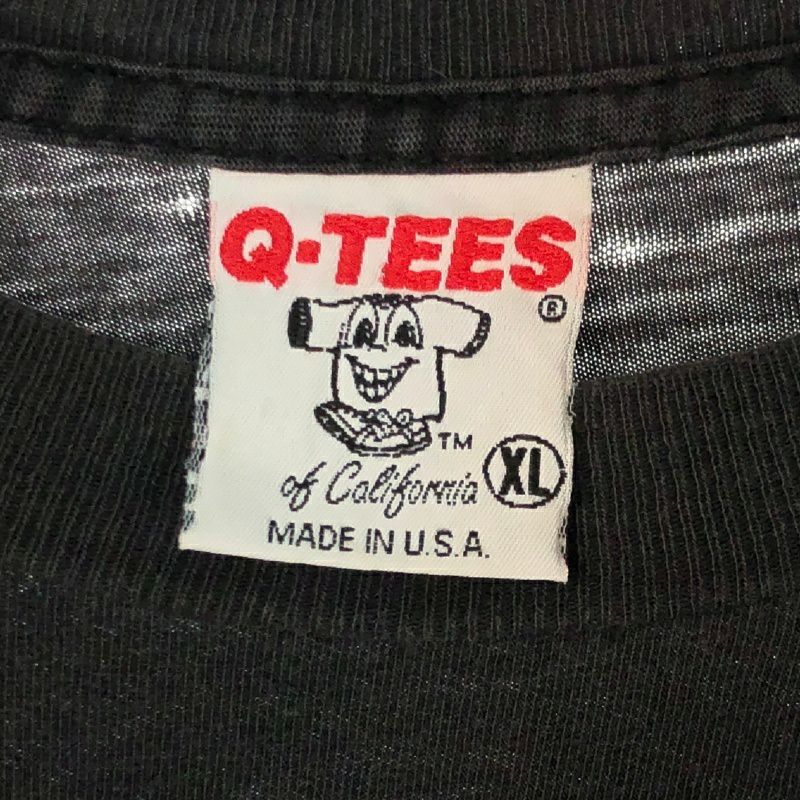 Q-TEES
®
TM
of California
XL
MADE IN U.S.A.